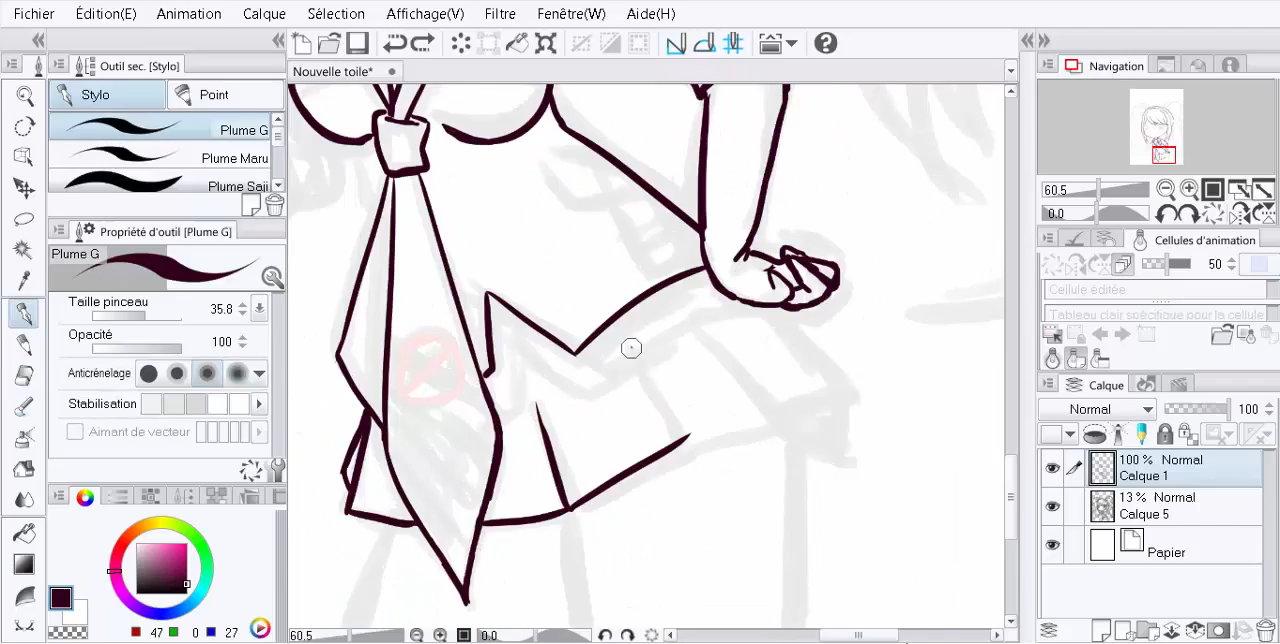 Fichier Édition(E) Animation Calque Sélection Affichage(V) Filtre Fenêtre(W) Aide(H)
Outil sec. [Stylo]
Nouvelle toile*
Navigation
Stylo Point
Plume G
Plume Maru
Plume Saji
60.5
0.0
Propriété d'outil [Plume G]
Plume G
Cellules d'animation
50
Cellule éditée
Tableau clair spécifique pour la cellule
Taille pinceau 35.8
Opacité 100
Anticrènelage
Stabilisation
Aimant de vecteur
Calque
Normal 100
100 % Normal
Calque 1
13 % Normal
Calque 5
Papier
47 0 27
60.5 0.0